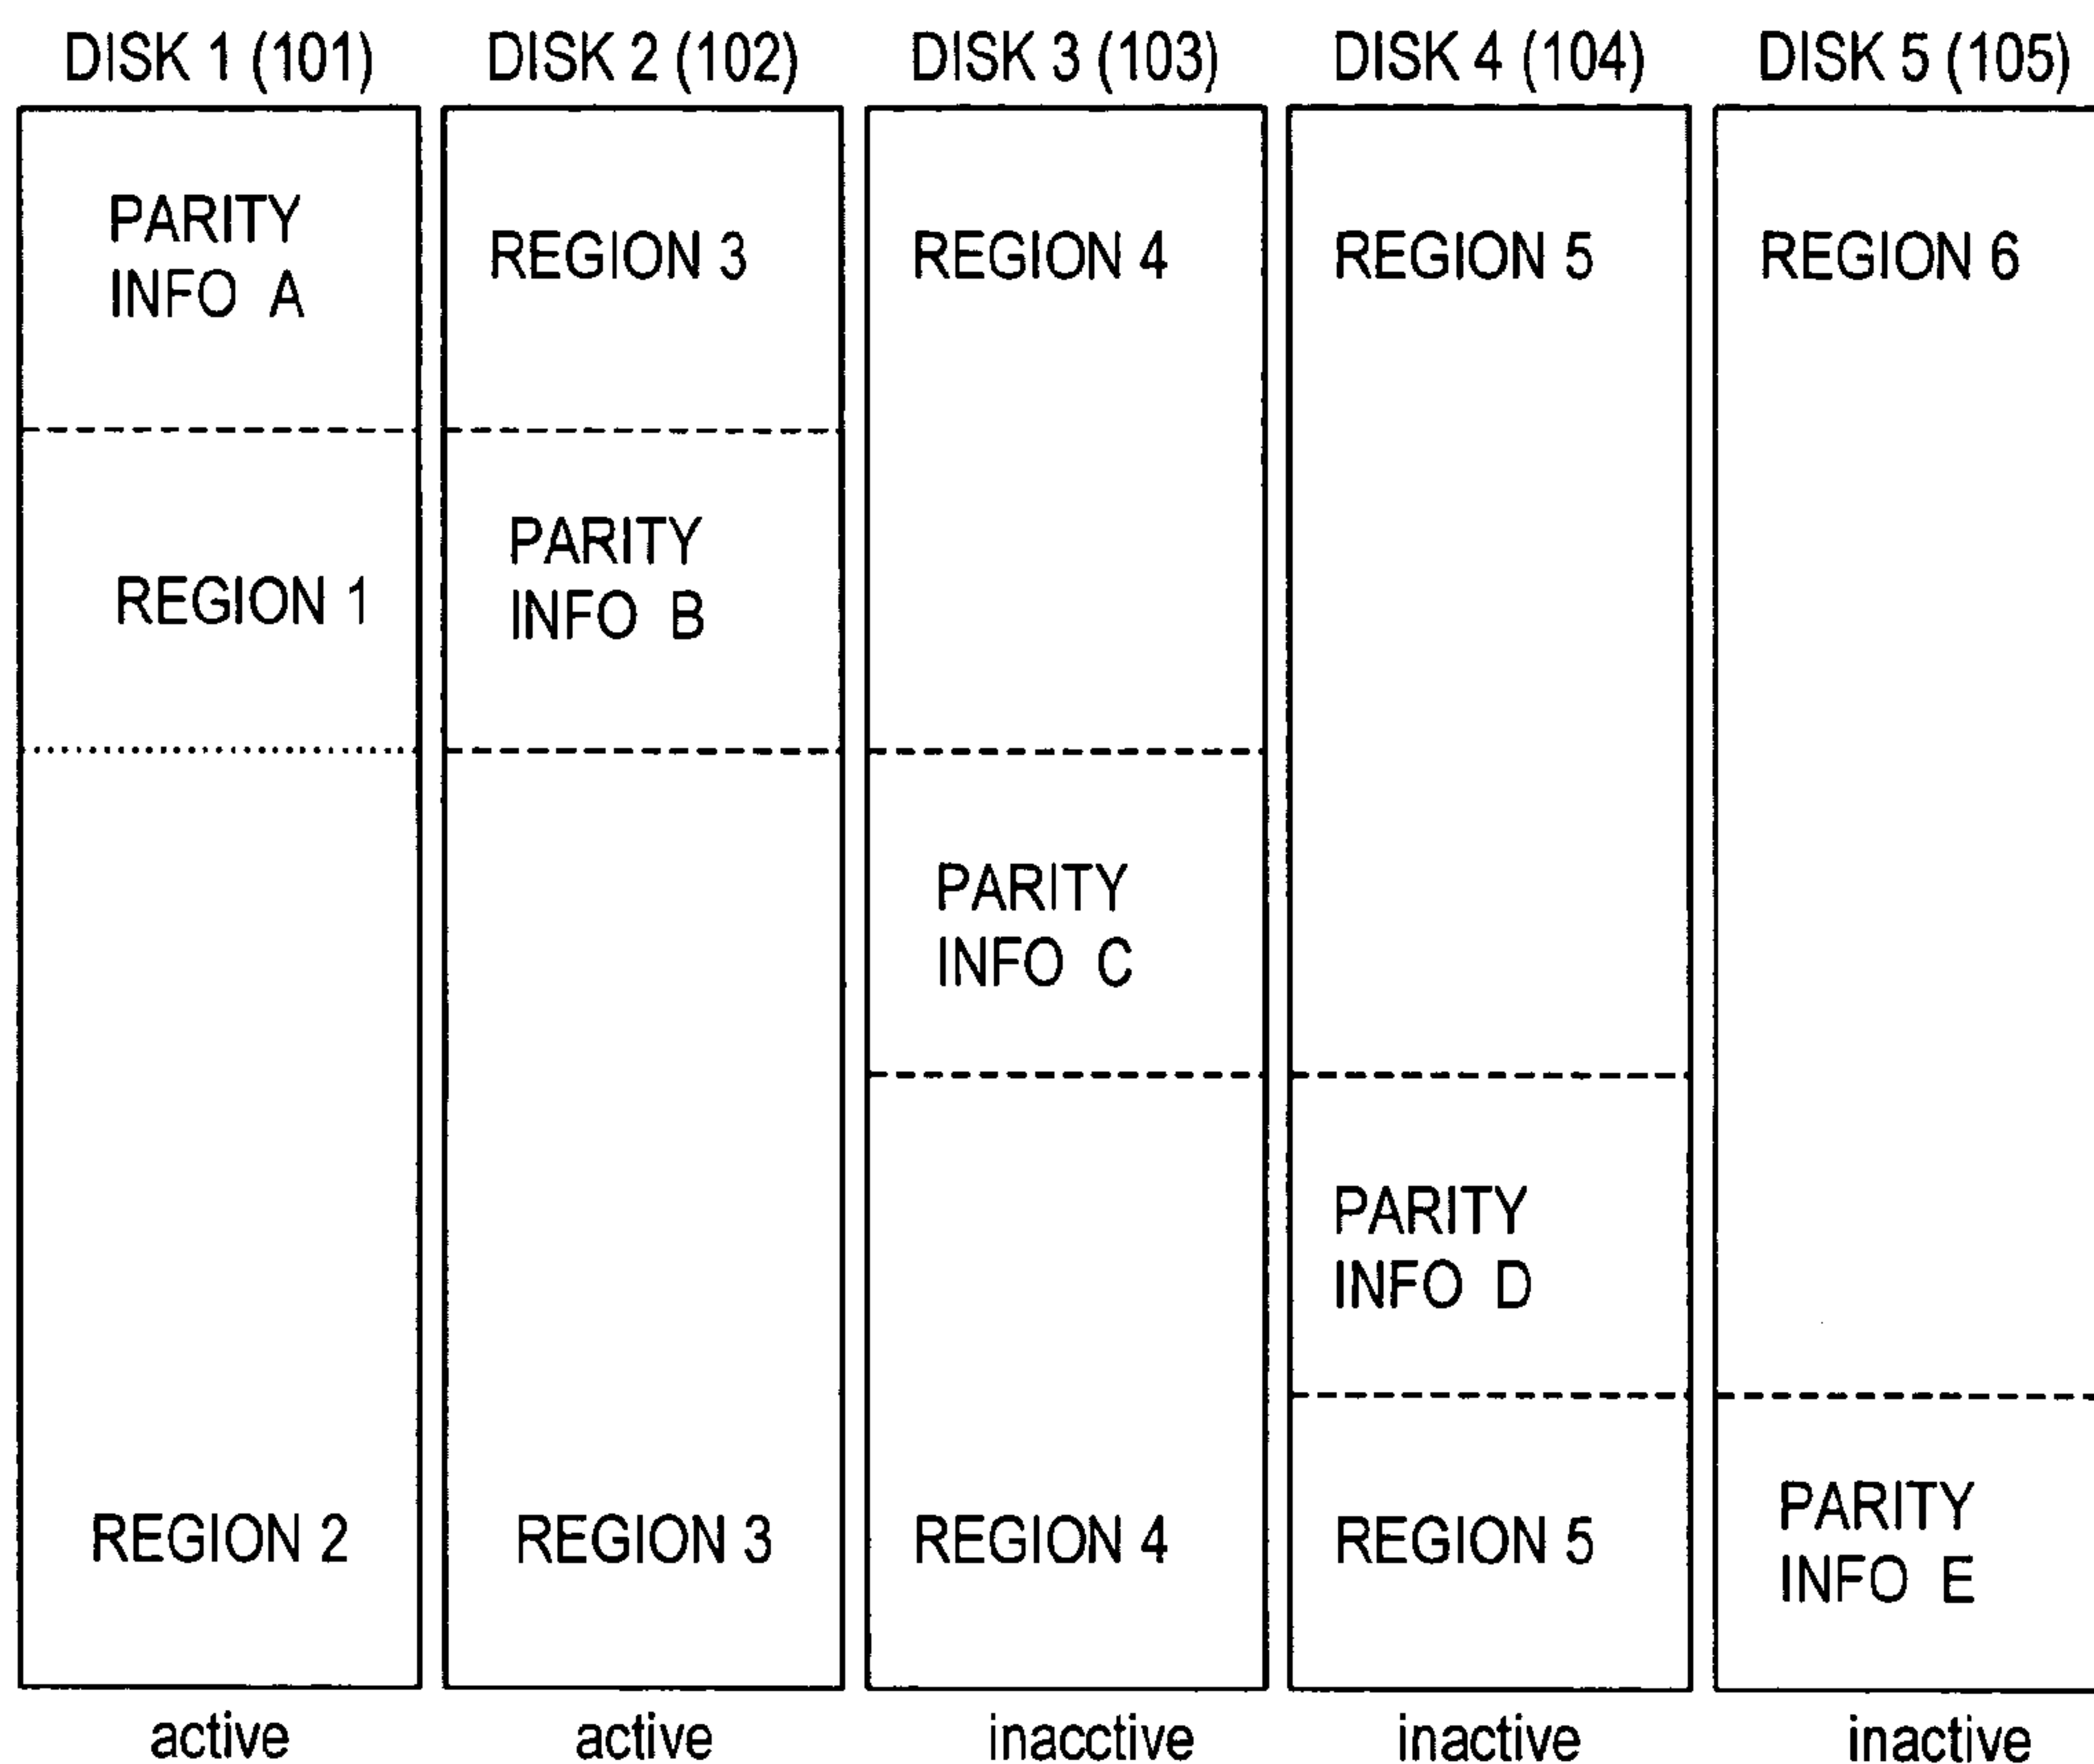 DISK 1 (101) DISK 2 (102) DISK 3 (103) DISK 4 (104) DISK 5 (105)
PARITY
INFO A
REGION 3
REGION 4
REGION 5
REGION 6
REGION 1
PARITY
INFO B
PARITY
INFO C
PARITY
INFO D
REGION 2
REGION 3
REGION 4
REGION 5
PARITY
INFO E
active active inacctive inactive inactive